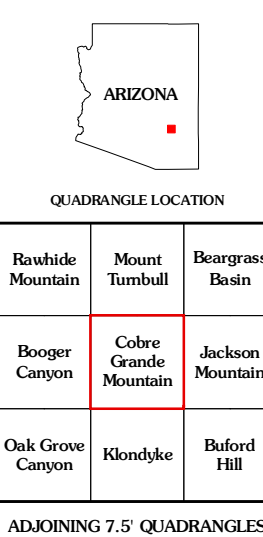 ARIZONA
QUADRANGLE LOCATION
Rawhide
Mountain
Mount
Turnbull
Beargrass
Basin
Booger
Canyon
Cobre
Grande
Mountain
Jackson
Mountain
Oak Grove
Canyon
Klondyke
Buford
Hill
ADJOINING 7.5' QUADRANGLES